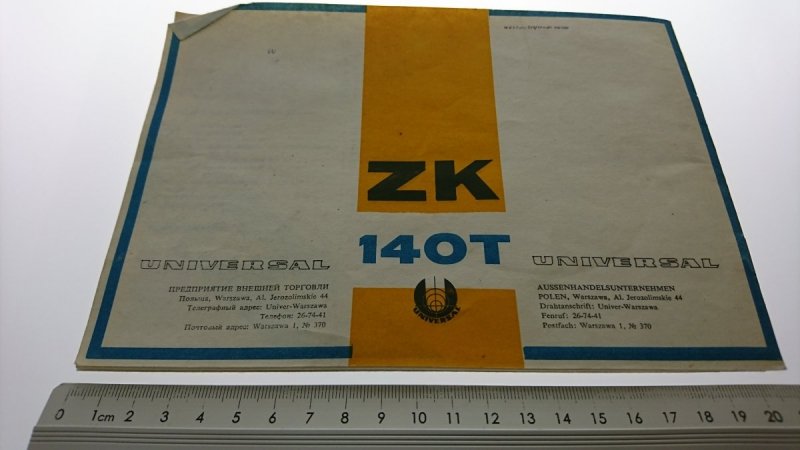 ZK
140T
UNIVERSAL
ПРЕДПРИЯТИЕ ВНЕШНЕЙ ТОРГОВЛИ
Польша, Warszawa, Al. Jerozolimskie 44
Телеграфный адрес: Univer-Warszawa
Телефон: 26-74-41
Почтовый адрес: Warszawa 1, № 370
UNIVERSAL
UNIVERSAL
AUSSENHANDELSUNTERNEHMEN
POLEN, Warszawa, Al. Jerozolimskie 44
Drahtanschrift: Univer-Warszawa
Fenruf: 26-74-41
Postfach: Warszawa 1, № 370
0 1cm 2 3 4 5 6 7 8 9 10 11 12 13 14 15 16 17 18 19 20